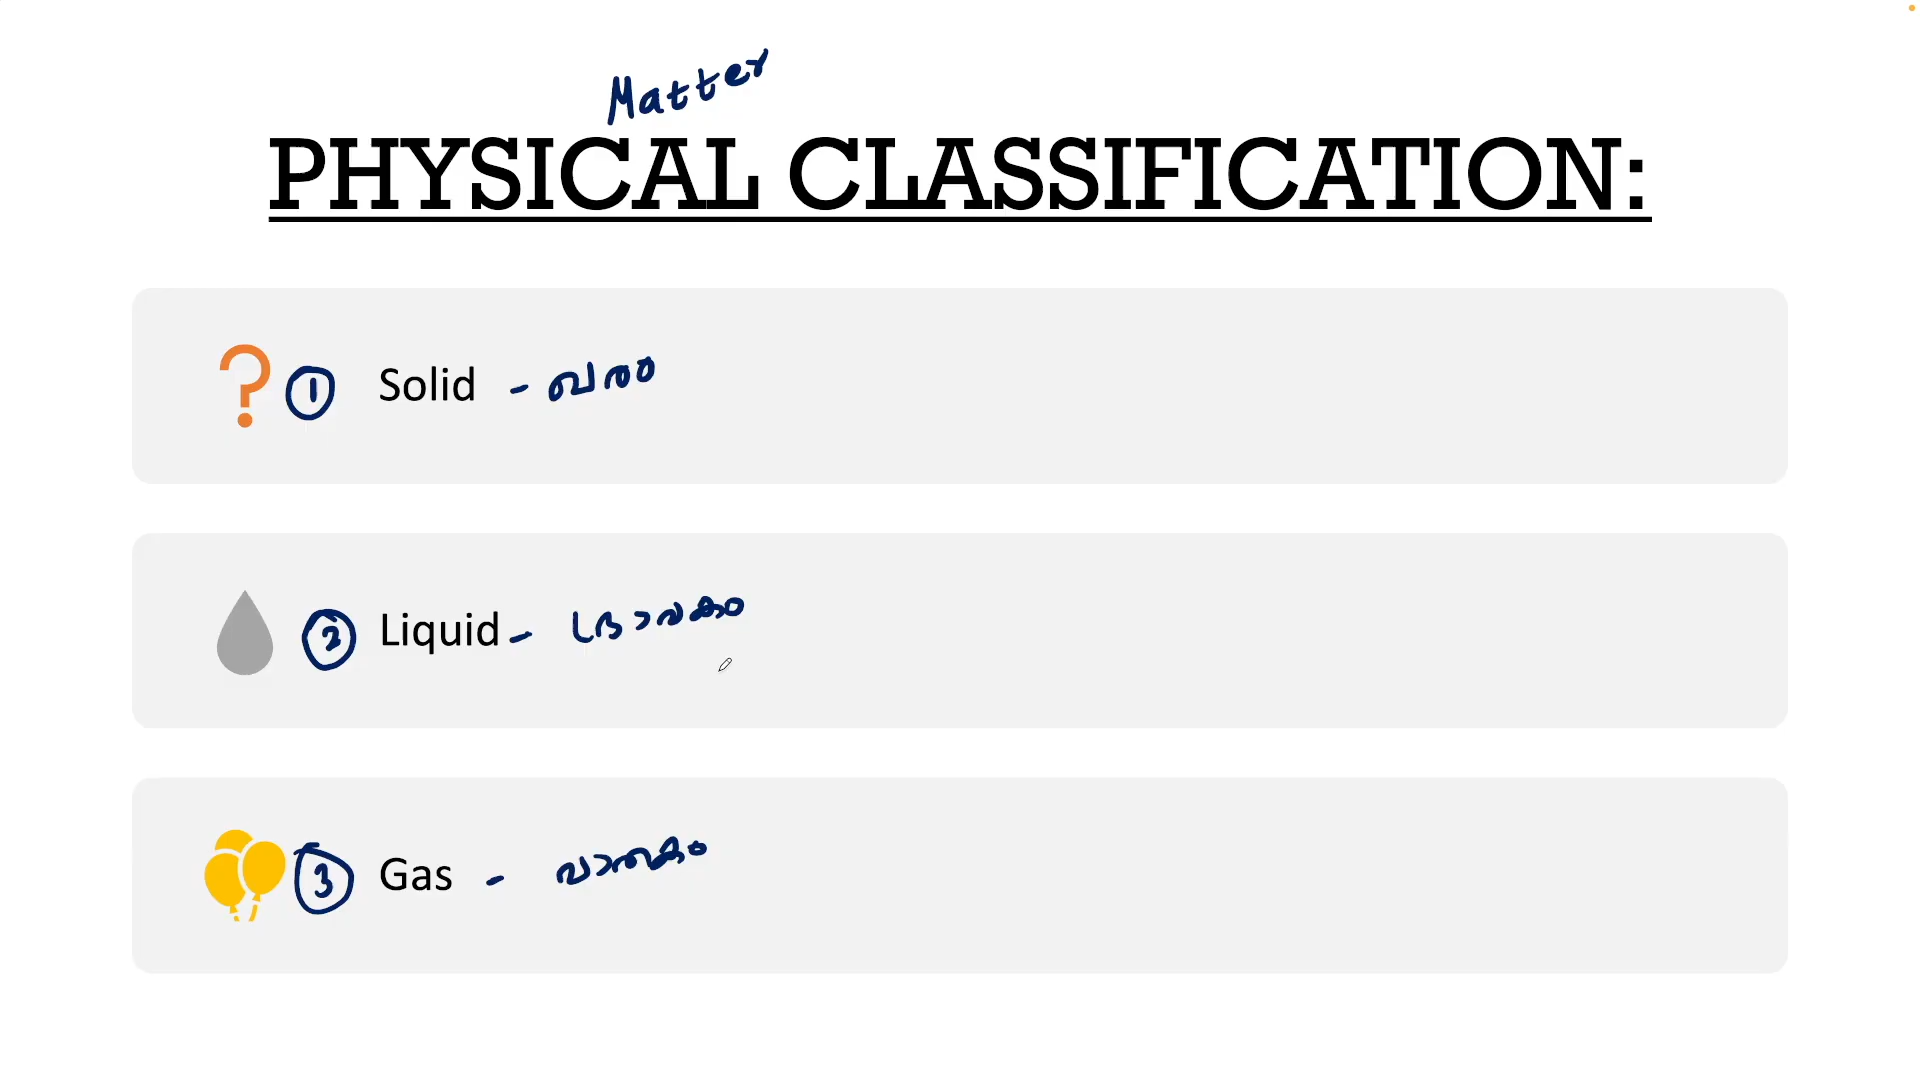 Matter
PHYSICAL CLASSIFICATION:
1 Solid - ഖരം
2 Liquid - ദ്രാവകം
3 Gas - വാതകം